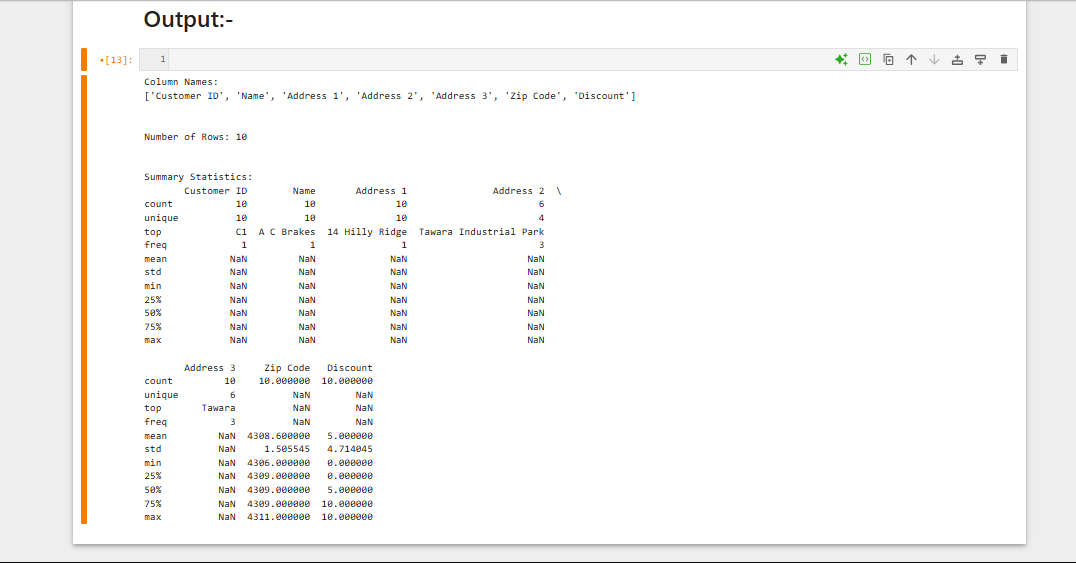 Output:-
[13]: 1
Column Names:
['Customer ID', 'Name', 'Address 1', 'Address 2', 'Address 3', 'Zip Code', 'Discount']
Number of Rows: 10
Summary Statistics:
Customer ID Name Address 1 Address 2 \
count 10 10 10 6
unique 10 10 10 4
top C1 A C Brakes 14 Hilly Ridge Tawara Industrial Park
freq 1 1 1 3
mean NaN NaN NaN NaN
std NaN NaN NaN NaN
min NaN NaN NaN NaN
25% NaN NaN NaN NaN
50% NaN NaN NaN NaN
75% NaN NaN NaN NaN
max NaN NaN NaN NaN
Address 3 Zip Code Discount
count 10 10.000000 10.000000
unique 6 NaN NaN
top Tawara NaN NaN
freq 3 NaN NaN
mean NaN 4308.600000 5.000000
std NaN 1.505545 4.714045
min NaN 4306.000000 0.000000
25% NaN 4309.000000 0.000000
50% NaN 4309.000000 5.000000
75% NaN 4309.000000 10.000000
max NaN 4311.000000 10.000000